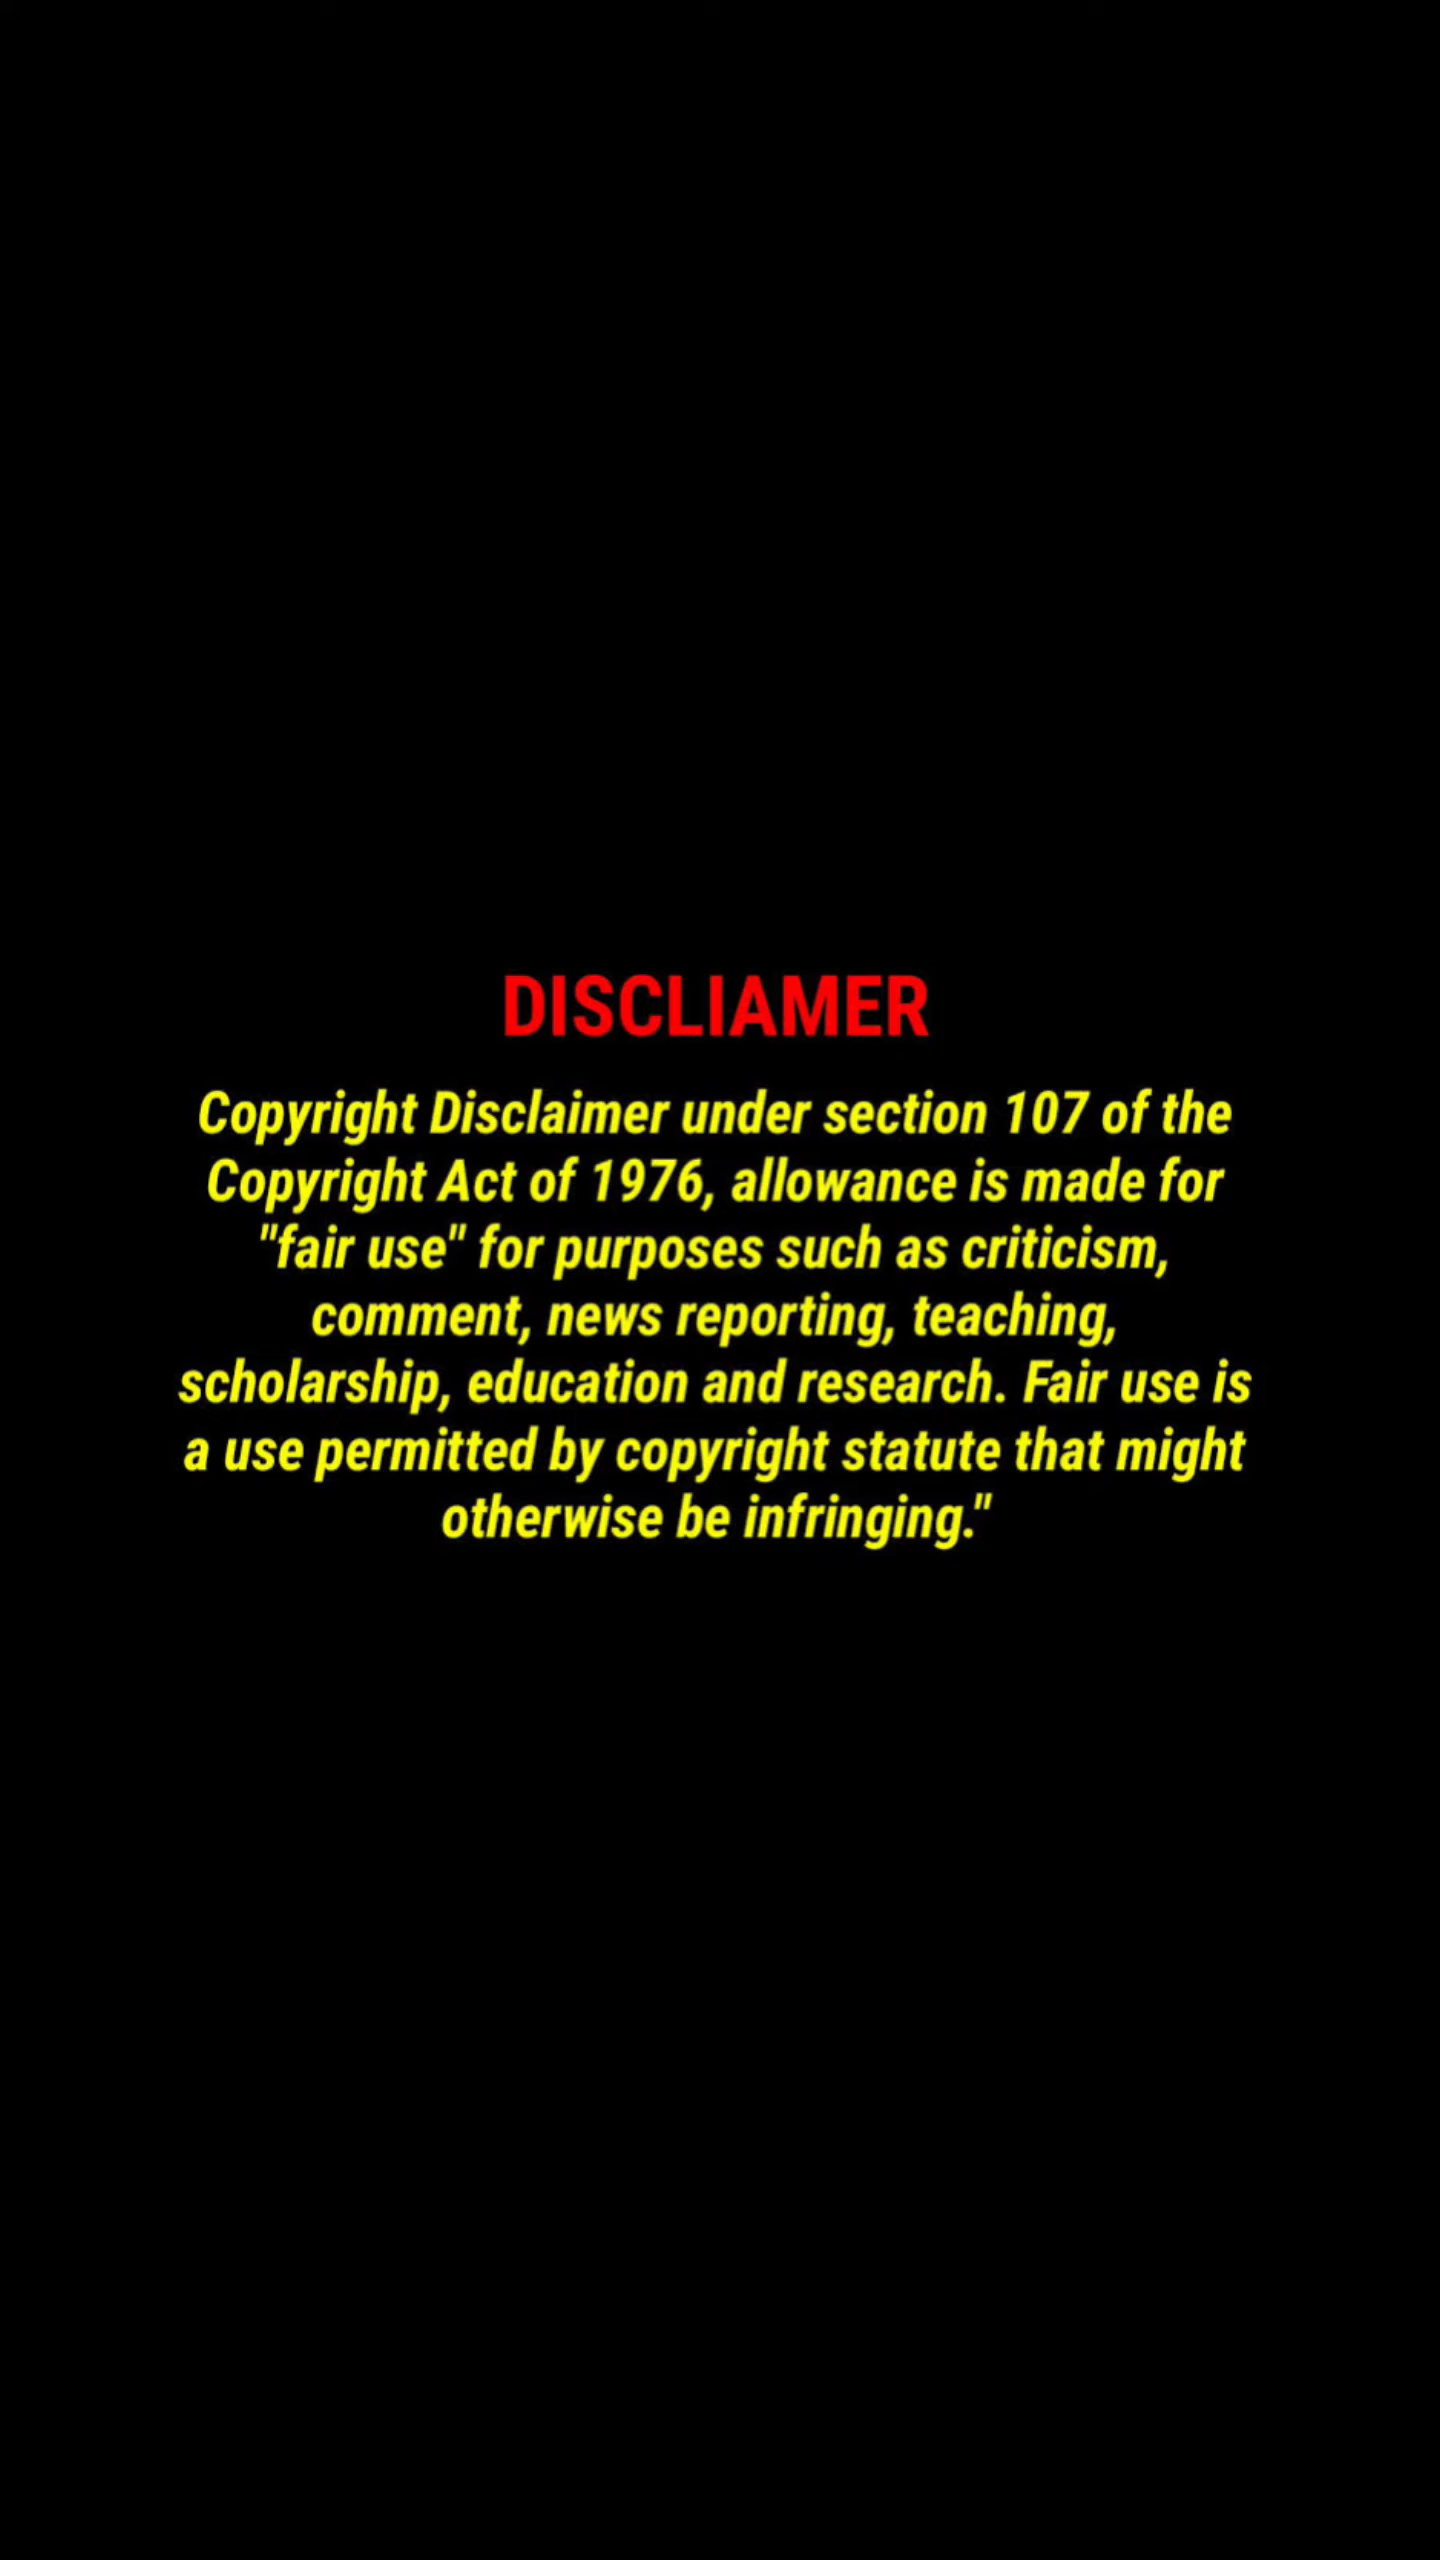 DISCLIAMER
Copyright Disclaimer under section 107 of the
Copyright Act of 1976, allowance is made for
"fair use" for purposes such as criticism,
comment, news reporting, teaching,
scholarship, education and research. Fair use is
a use permitted by copyright statute that might
otherwise be infringing."